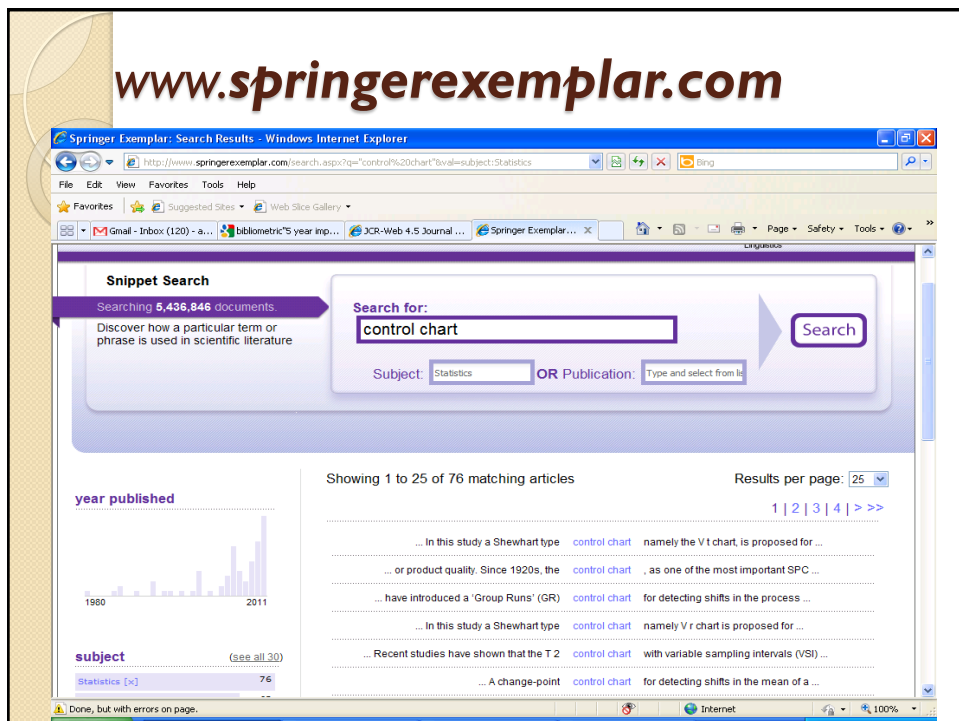 www.springerexemplar.com
Springer Exemplar: Search Results - Windows Internet Explorer
http://www.springerexemplar.com/search.aspx?q="control%20chart"&val=subject:Statistics
Bing
File Edit View Favorites Tools Help
Favorites Suggested Sites Web Slice Gallery
Gmail - Inbox (120) - a... bibliometric"5 year imp... JCR-Web 4.5 Journal ... Springer Exemplar... X Page Safety Tools
Linguistics
Snippet Search
Searching 5,436,846 documents.
Discover how a particular term or
phrase is used in scientific literature
Search for:
control chart
Search
Subject: Statistics OR Publication: Type and select from lis
Showing 1 to 25 of 76 matching articles
Results per page: 25
1 | 2 | 3 | 4 | > >>
year published
1980 2011
... In this study a Shewhart type control chart namely the V t chart, is proposed for ...
... or product quality. Since 1920s, the control chart , as one of the most important SPC ...
... have introduced a 'Group Runs' (GR) control chart for detecting shifts in the process ...
... In this study a Shewhart type control chart namely V r chart is proposed for ...
... Recent studies have shown that the T 2 control chart with variable sampling intervals (VSI) ...
... A change-point control chart for detecting shifts in the mean of a ...
subject (see all 30)
Statistics [x] 76
Done, but with errors on page. Internet 100%